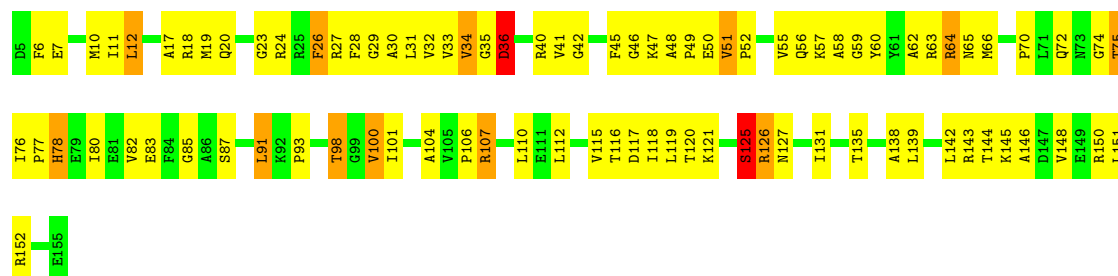 D5 F6 E7 M10 I11 L12 A17 R18 M19 Q20 G23 R24 R25 F26 R27 F28 G29 A30 L31 V32 V33 V34 G35 D36 R40 V41 G42 F45 G46 K47 A48 P49 E50 V51 P52 V55 Q56 K57 A58 G59 Y60 Y61 A62 R63 R64 N65 M66 P70 L71 Q72 N73 G74 T75
I76 P77 H78 E79 I80 E81 V82 E83 F84 G85 A86 S87 L91 K92 P93 T98 G99 V100 I101 A104 V105 P106 R107 L110 E111 L112 V115 T116 D117 I118 L119 T120 K121 S125 R126 N127 I131 T135 A138 L139 L142 R143 T144 K145 A146 D147 V148 E149 R150 L151
R152 E155